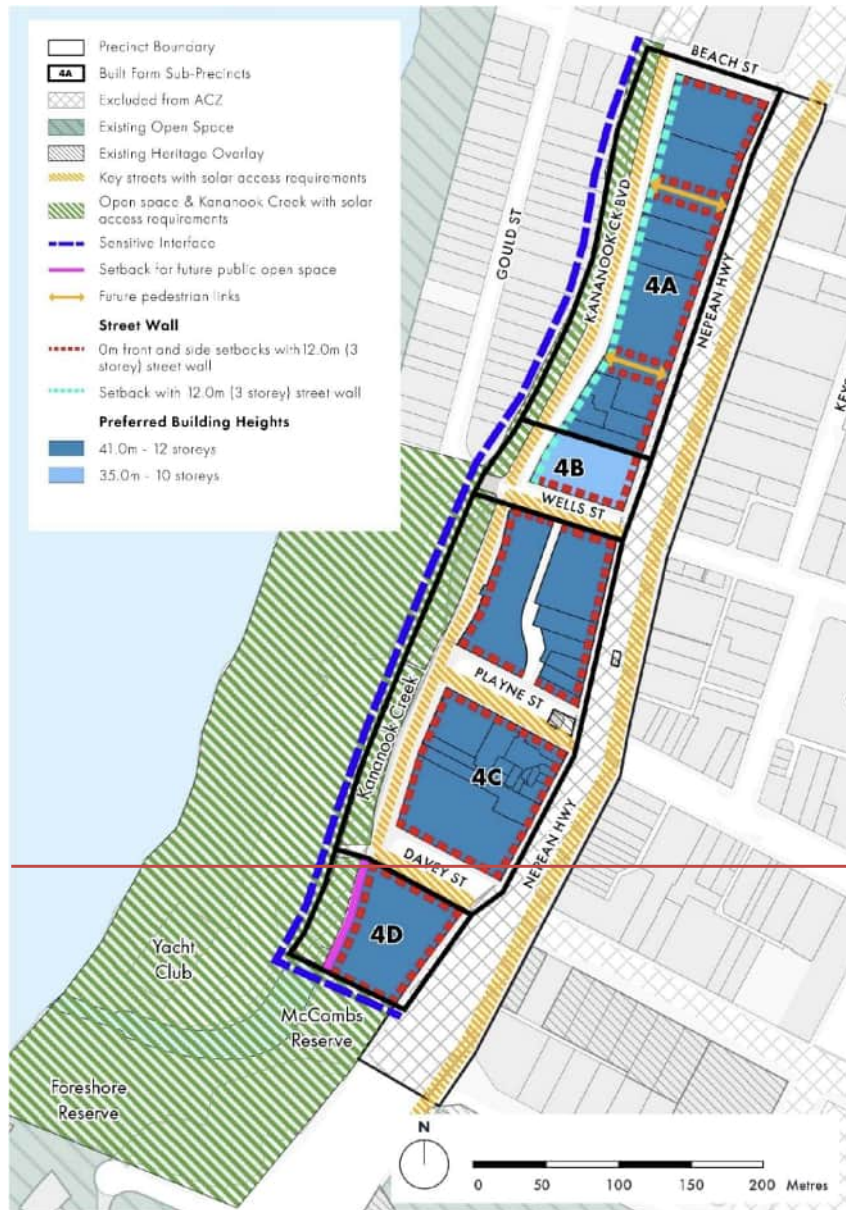 Precinct Boundary
4A Built Form Sub-Precincts
Excluded from ACZ
Existing Open Space
Existing Heritage Overlay
Key streets with solar access requirements
Open space & Kananook Creek with solar
access requirements
Sensitive Interface
Setback for future public open space
Future pedestrian links
Street Wall
0m front and side setbacks with 12.0m (3
storey) street wall
Setback with 12.0m (3 storey) street wall
Preferred Building Heights
41.0m - 12 storeys
35.0m - 10 storeys
BEACH ST
GOULD ST
KANANOOK CK BVD
4A
NEPEAN HWY
4B
WELLS ST
PLAYNE ST
Kananook Creek
4C
NEPEAN HWY
DAVEY ST
4D
Yacht
Club
McCombs
Reserve
Foreshore
Reserve
N
0 50 100 150 200 Metres